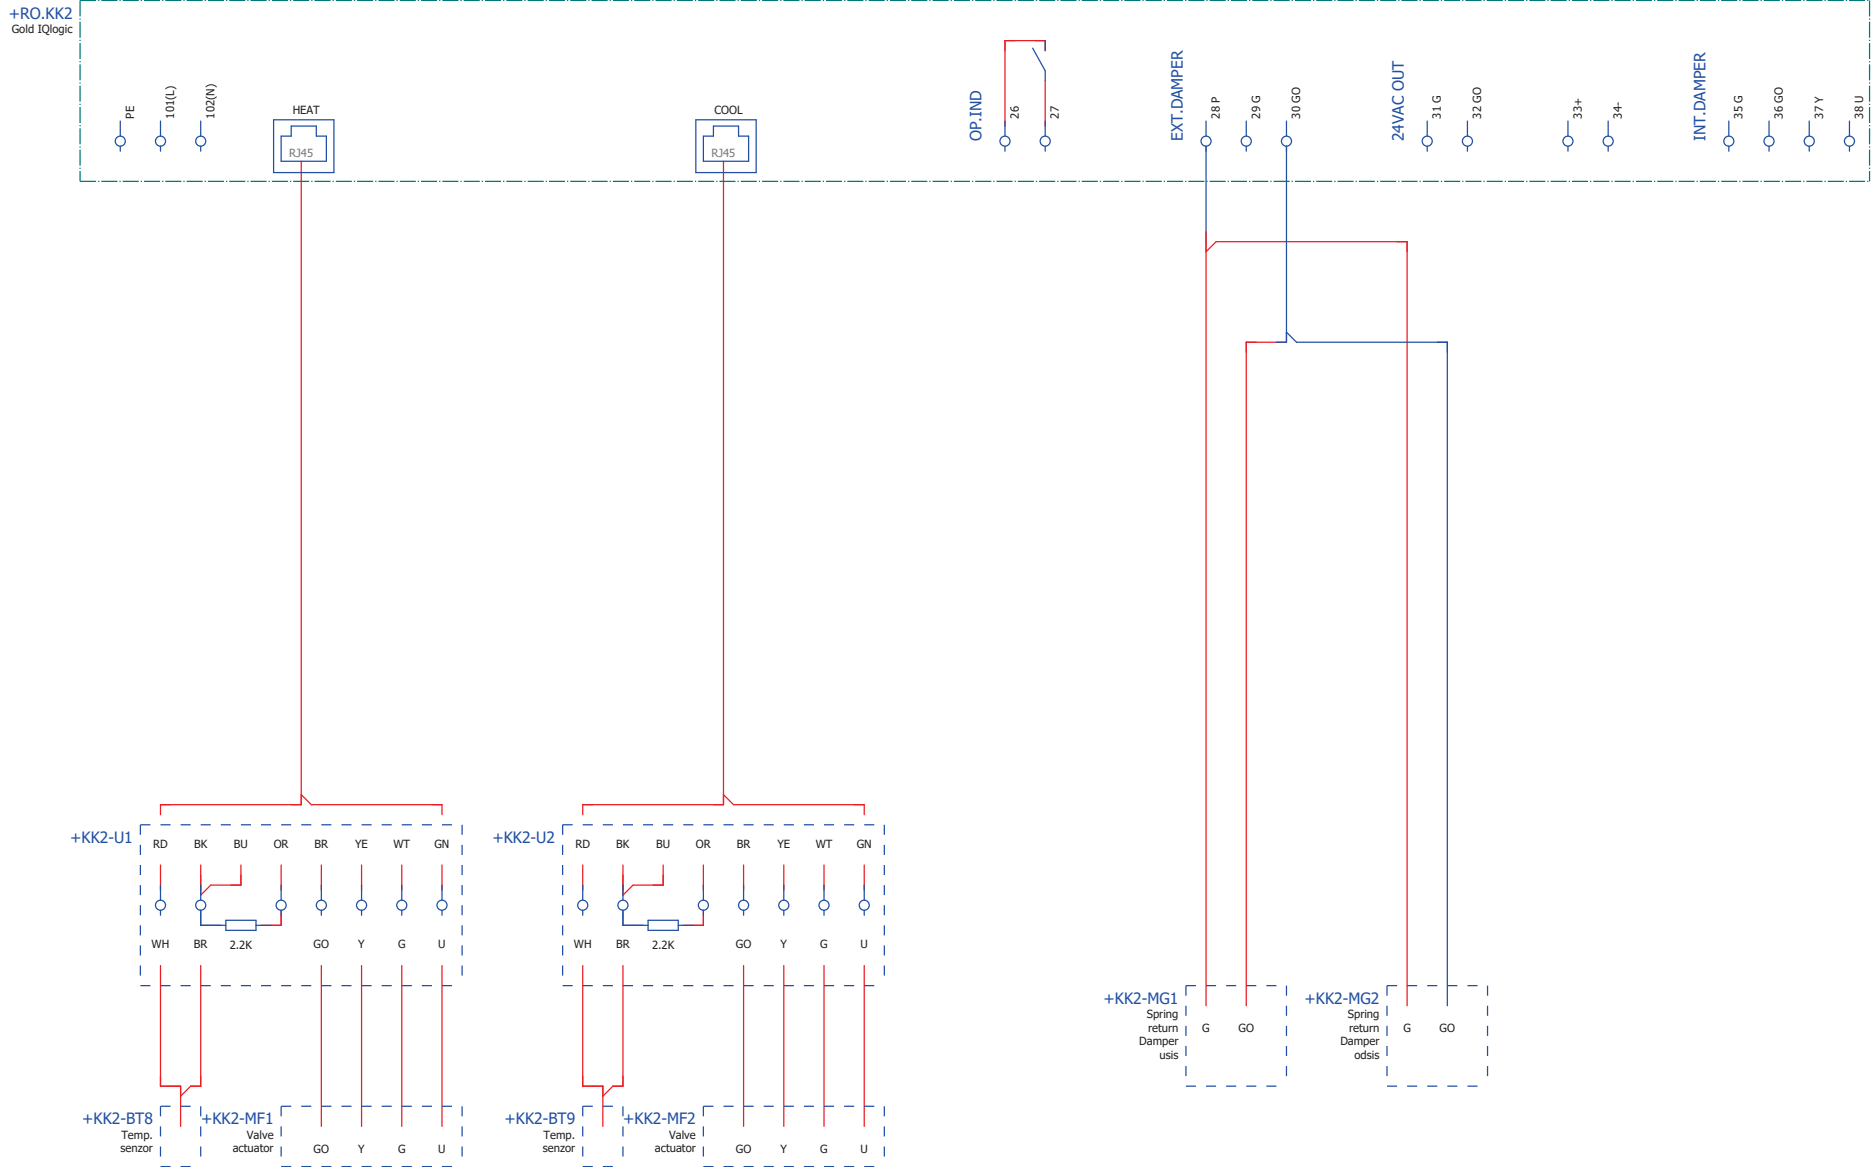 +RO.KK2
Gold IQlogic
PE
101(L)
102(N)
HEAT
RJ45
COOL
RJ45
OP.IND
26
27
EXT.DAMPER
28 P
29 G
30 GO
24VAC OUT
31 G
32 GO
33+
34-
INT.DAMPER
35 G
36 GO
37 Y
38 U
+KK2-U1
RD BK BU OR BR YE WT GN
WH BR 2.2K GO Y G U
+KK2-U2
RD BK BU OR BR YE WT GN
WH BR 2.2K GO Y G U
+KK2-MG1
Spring
return
Damper
usis
G GO
+KK2-MG2
Spring
return
Damper
odsis
G GO
+KK2-BT8
Temp.
senzor
+KK2-MF1
Valve
actuator
GO Y G U
+KK2-BT9
Temp.
senzor
+KK2-MF2
Valve
actuator
GO Y G U